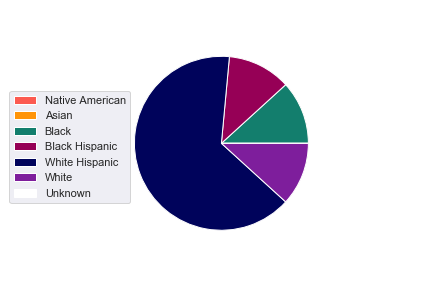 Native American
Asian
Black
Black Hispanic
White Hispanic
White
Unknown